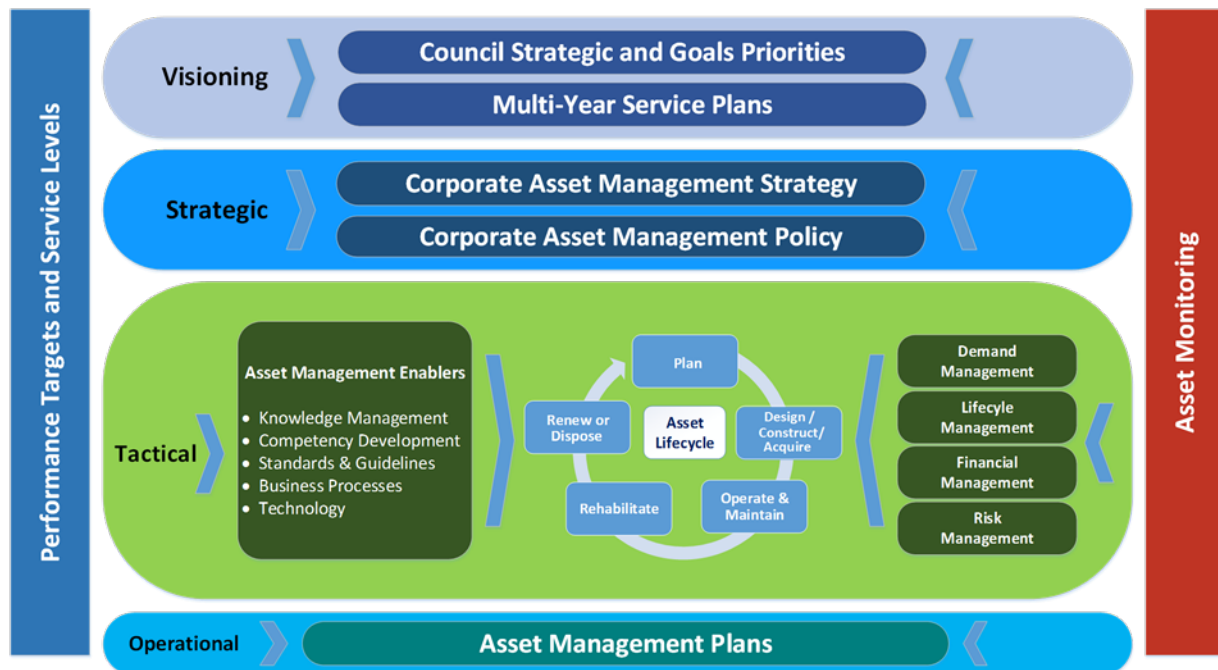 Performance Targets and Service Levels
Visioning
Council Strategic and Goals Priorities
Multi-Year Service Plans
Strategic
Corporate Asset Management Strategy
Corporate Asset Management Policy
Tactical
Asset Management Enablers
• Knowledge Management
• Competency Development
• Standards & Guidelines
• Business Processes
• Technology
Plan
Design /
Construct/
Acquire
Operate &
Maintain
Rehabilitate
Renew or
Dispose
Asset
Lifecycle
Demand
Management
Lifecyle
Management
Financial
Management
Risk
Management
Operational
Asset Management Plans
Asset Monitoring